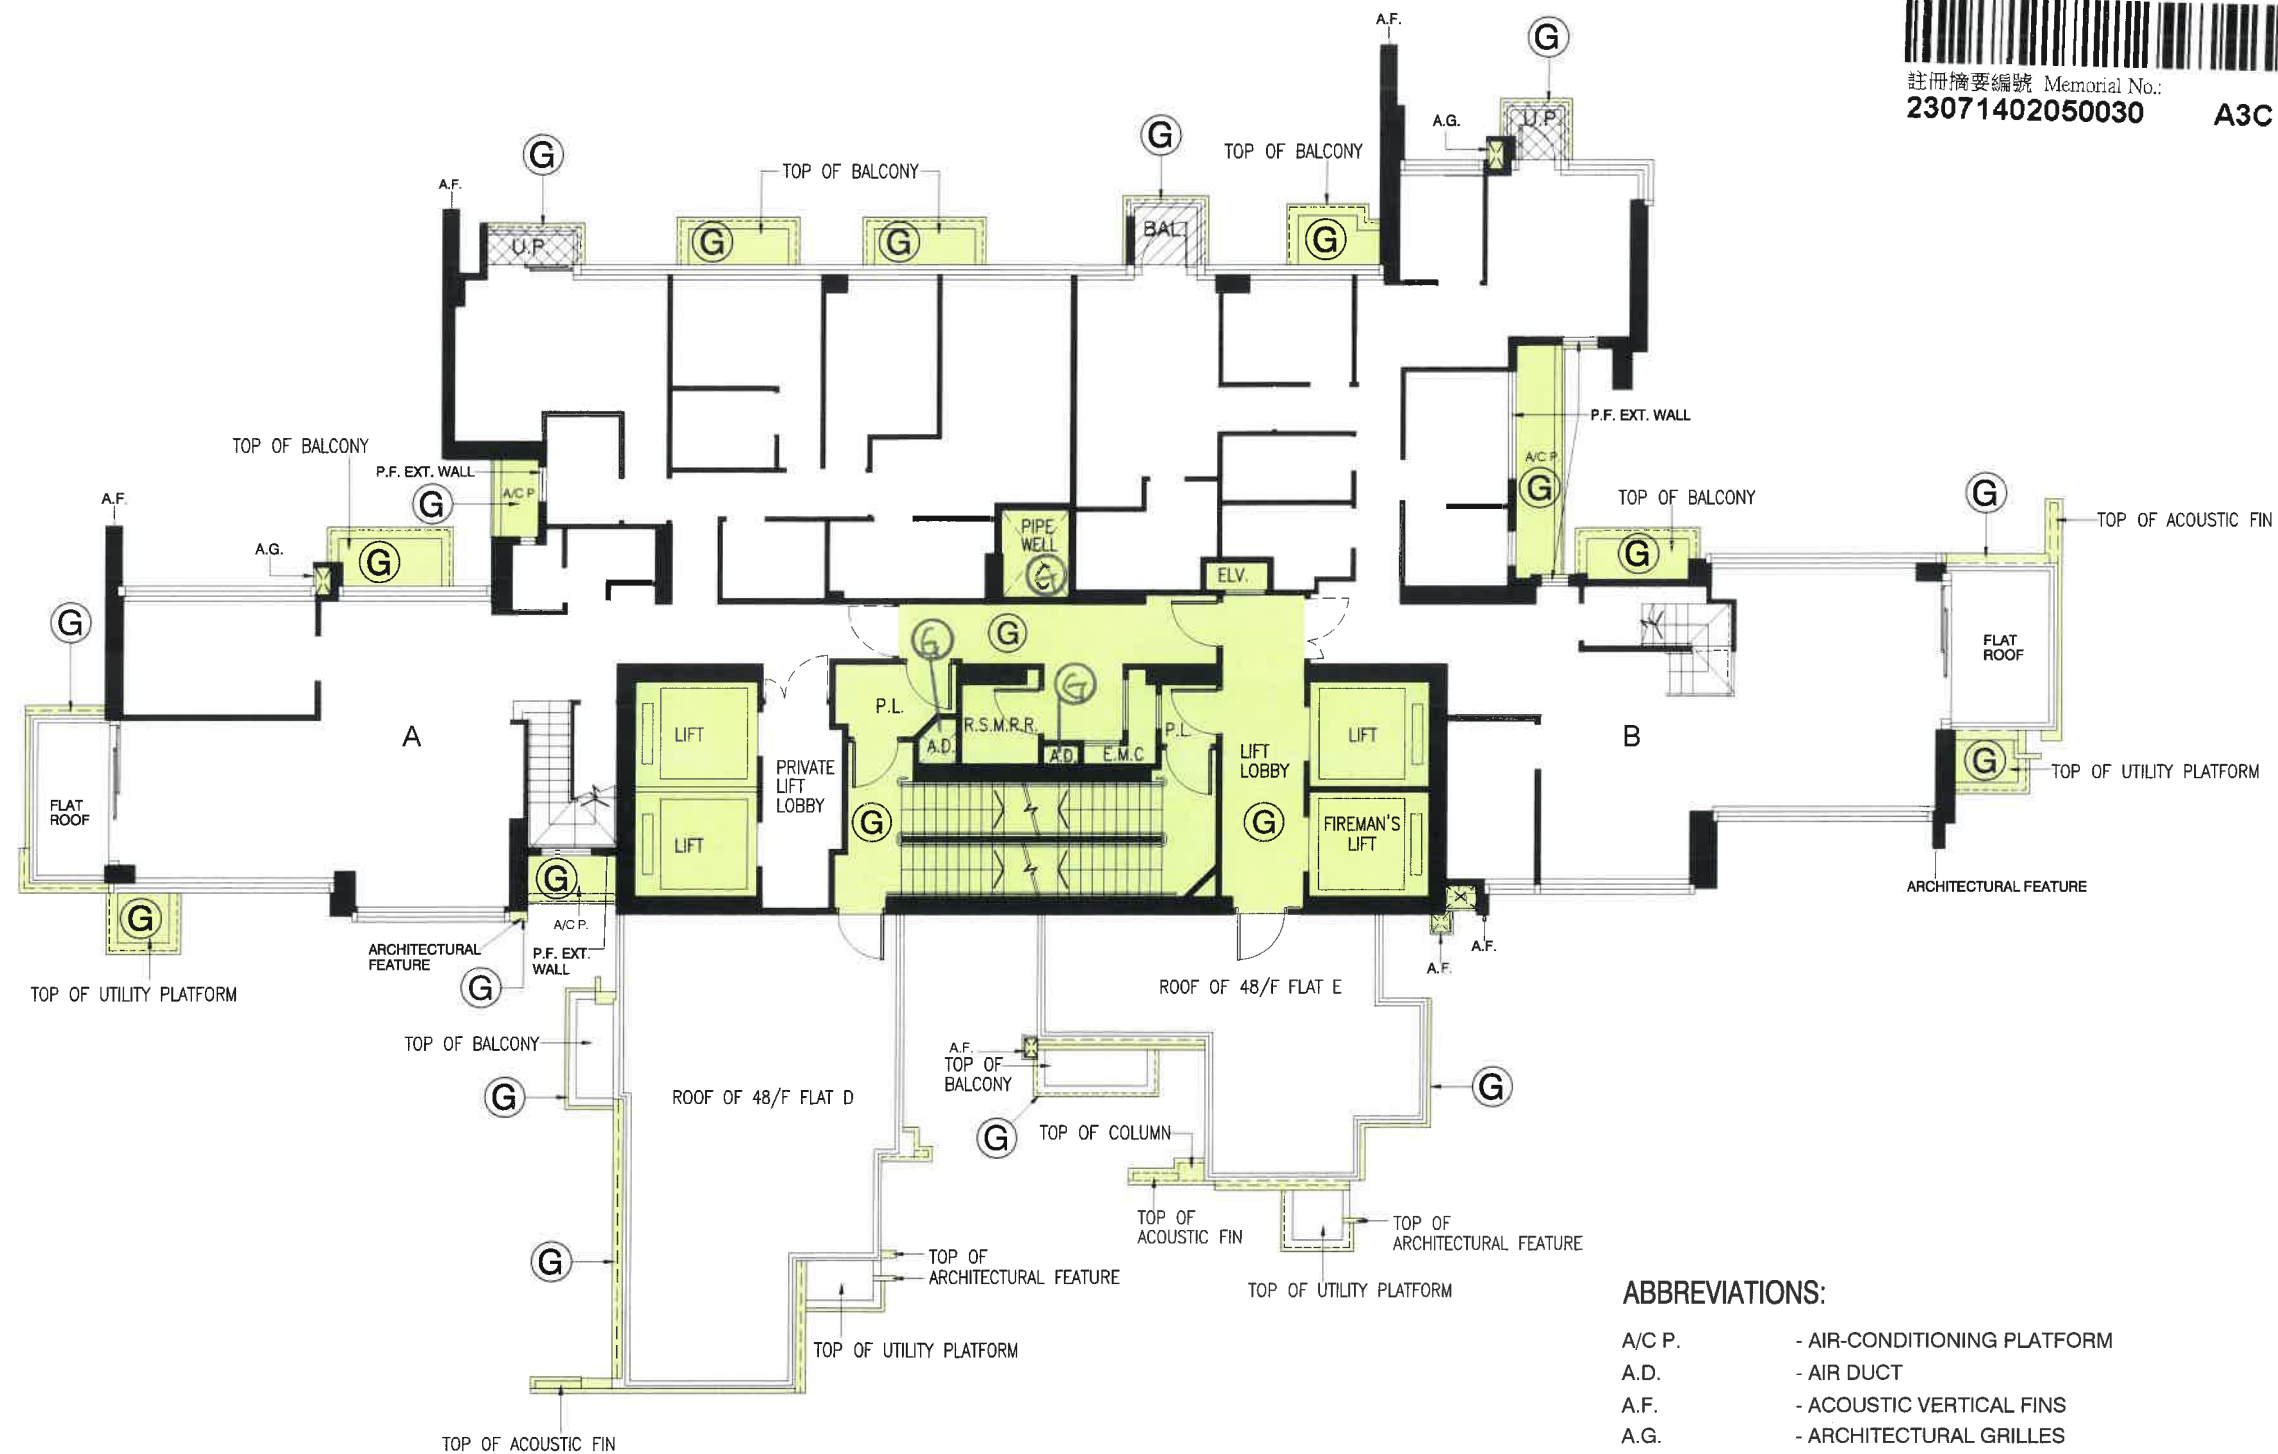 註冊摘要編號 Memorial No.:
23071402050030 A3C
A.F.
G
A.G.
U.P.
G
TOP OF BALCONY
G
TOP OF BALCONY
A.F.
U.P.
G
G
BAL.
G
P.F. EXT. WALL
A/C P.
G
TOP OF BALCONY
P.F. EXT. WALL
G
A/C P.
TOP OF BALCONY
G
TOP OF ACOUSTIC FIN
A.F.
A.G.
G
PIPE
WELL
G
ELV.
G
G
FLAT
ROOF
G
G
G
G
P.L.
A.D.
R.S.M.R.R.
A.D.
E.M.C
P.L.
LIFT
LIFT
A
PRIVATE
LIFT
LOBBY
LIFT
LOBBY
B
G
TOP OF UTILITY PLATFORM
FLAT
ROOF
LIFT
G
G
FIREMAN'S
LIFT
G
A/C P.
G
ARCHITECTURAL FEATURE
ARCHITECTURAL
FEATURE
P.F. EXT.
WALL
A.F.
A.F.
TOP OF UTILITY PLATFORM
G
ROOF OF 48/F FLAT E
TOP OF BALCONY
A.F.
TOP OF
BALCONY
G
ROOF OF 48/F FLAT D
G
G
TOP OF COLUMN
TOP OF
ACOUSTIC FIN
TOP OF
ARCHITECTURAL FEATURE
G
TOP OF
ARCHITECTURAL FEATURE
TOP OF UTILITY PLATFORM
TOP OF UTILITY PLATFORM
TOP OF ACOUSTIC FIN
ABBREVIATIONS:
A/C P. - AIR-CONDITIONING PLATFORM
A.D. - AIR DUCT
A.F. - ACOUSTIC VERTICAL FINS
A.G. - ARCHITECTURAL GRILLES